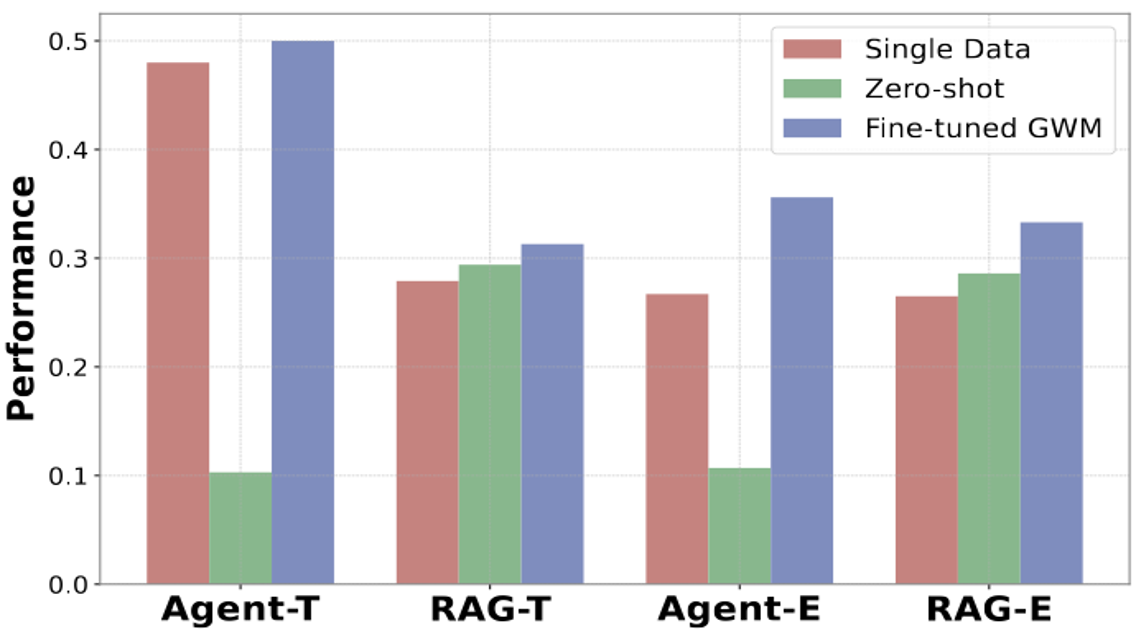 Performance
0.5
0.4
0.3
0.2
0.1
0.0
Single Data
Zero-shot
Fine-tuned GWM
Agent-T
RAG-T
Agent-E
RAG-E